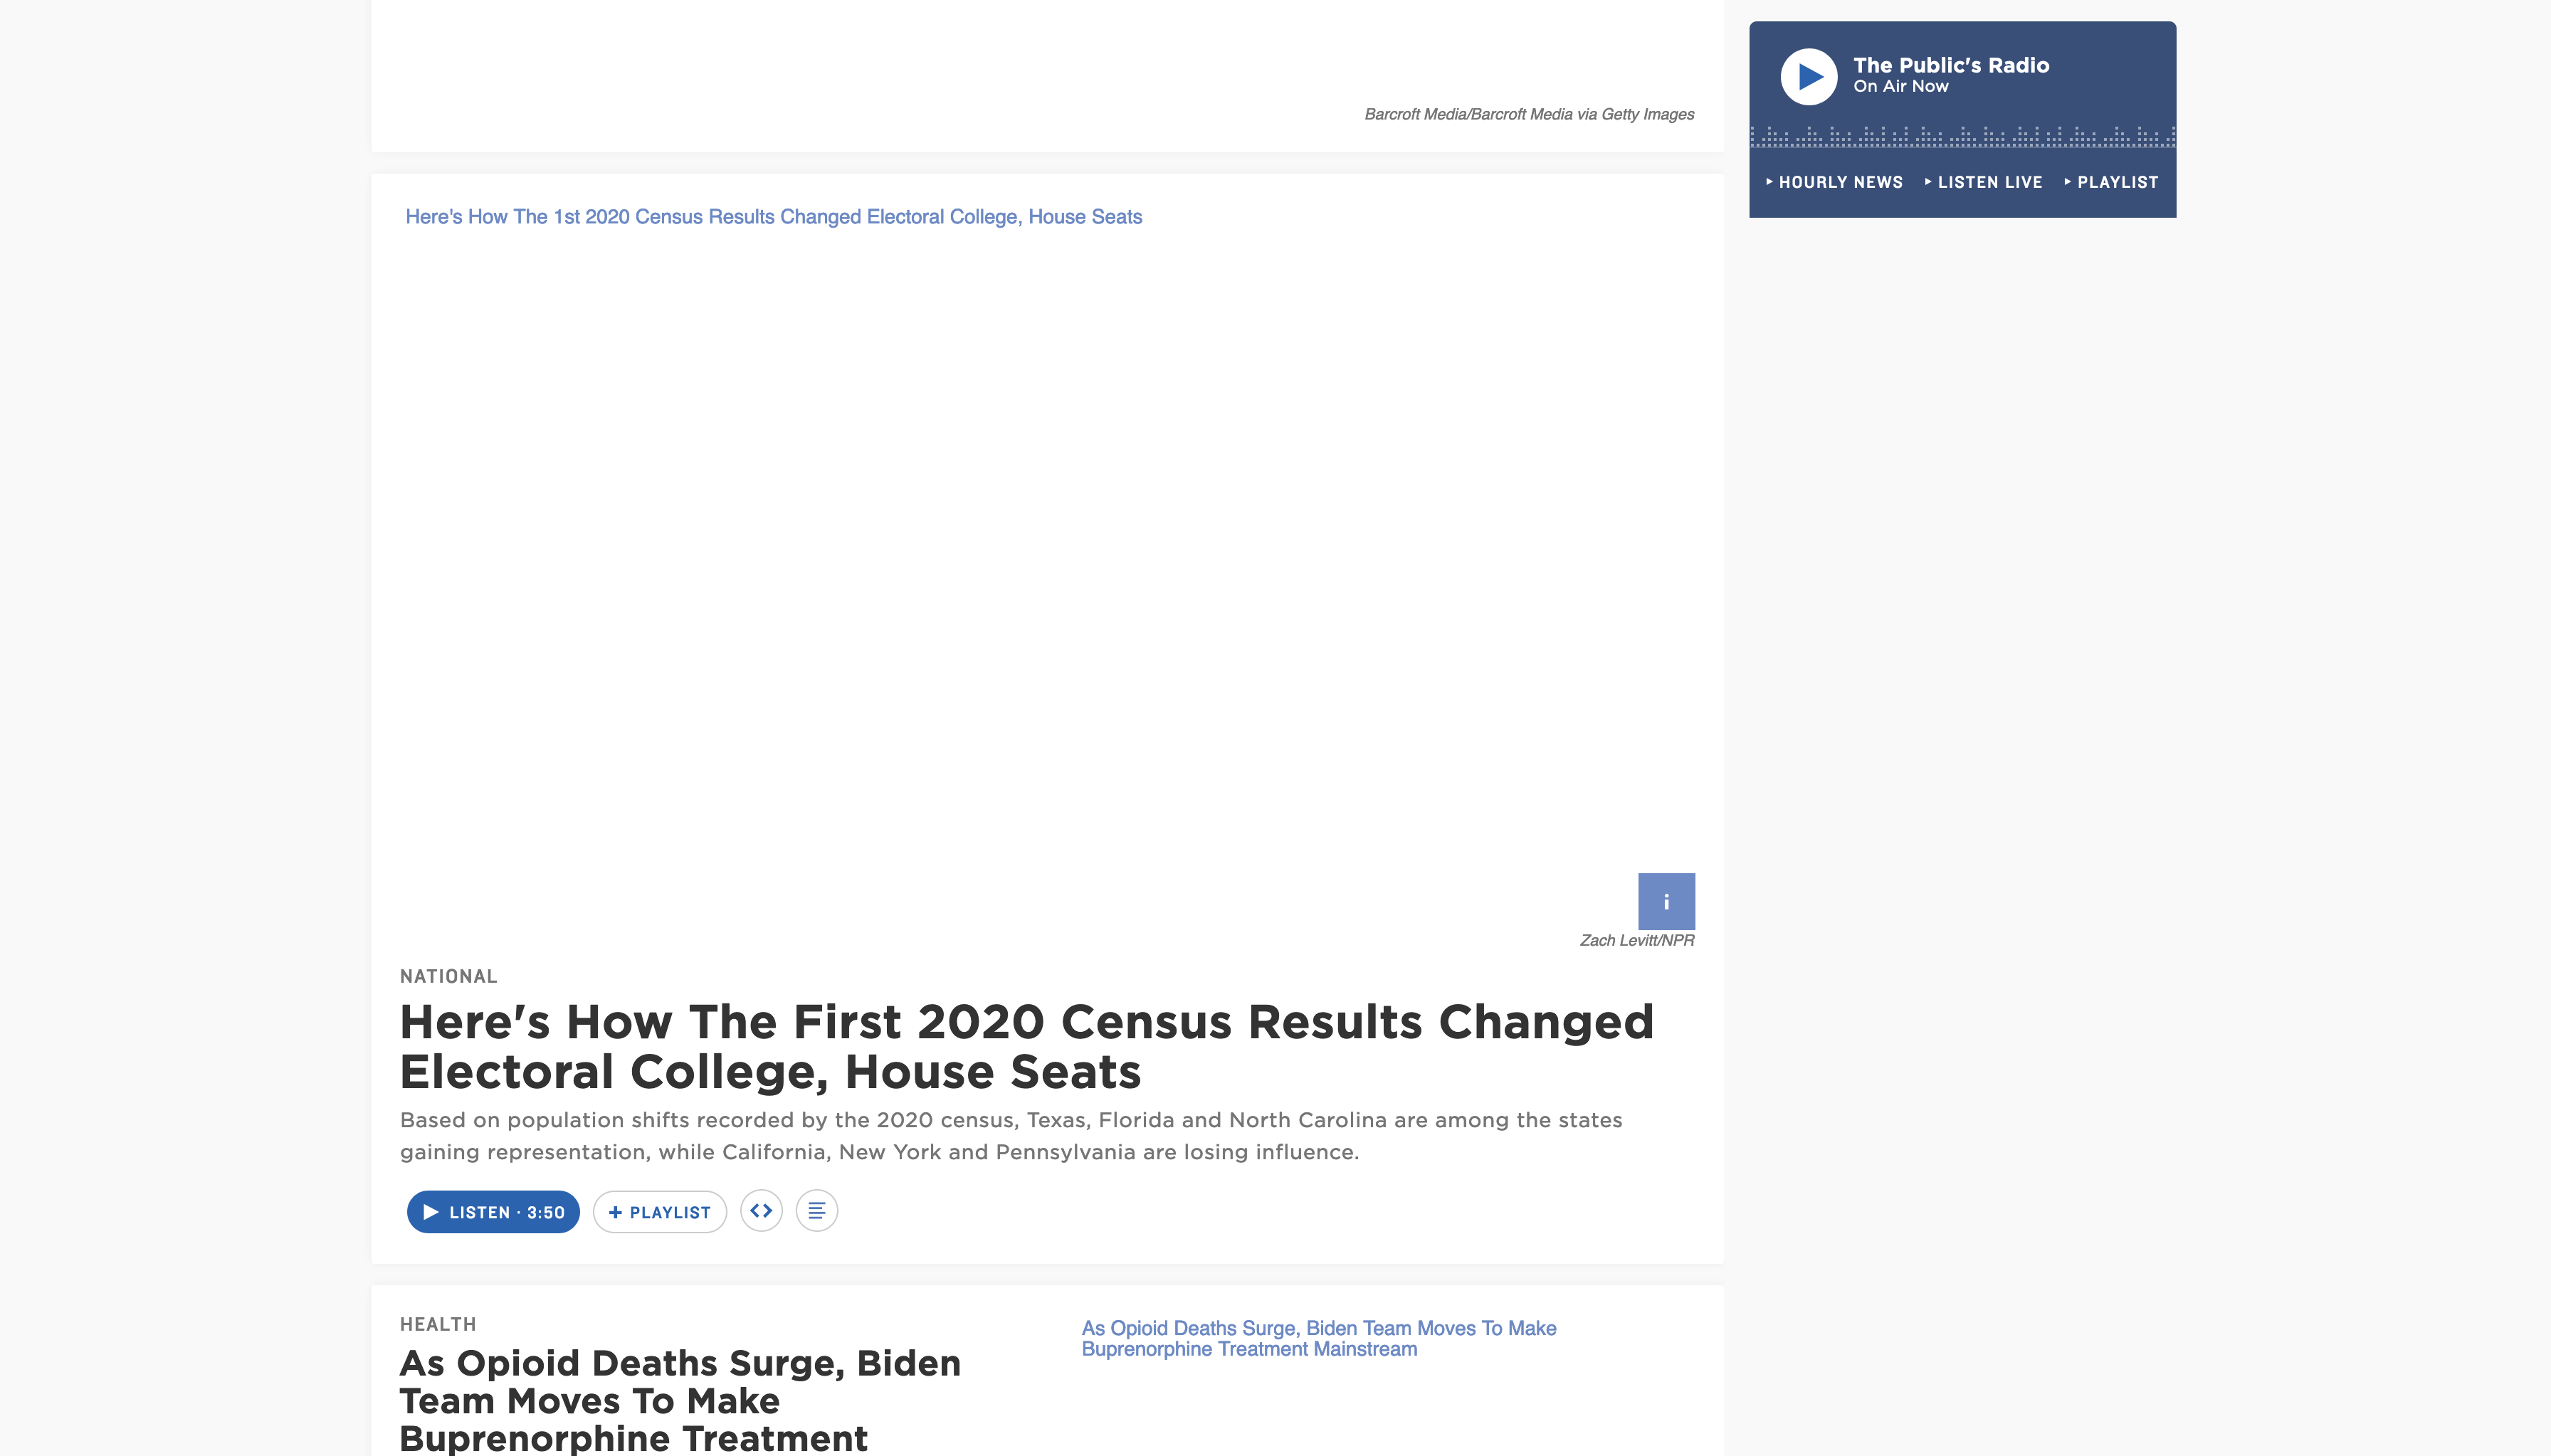 Barcroft Media/Barcroft Media via Getty Images
The Public's Radio
On Air Now
HOURLY NEWS
LISTEN LIVE
PLAYLIST
Here's How The 1st 2020 Census Results Changed Electoral College, House Seats
i
Zach Levitt/NPR
NATIONAL
Here's How The First 2020 Census Results Changed
Electoral College, House Seats
Based on population shifts recorded by the 2020 census, Texas, Florida and North Carolina are among the states
gaining representation, while California, New York and Pennsylvania are losing influence.
LISTEN · 3:50
+ PLAYLIST
HEALTH
As Opioid Deaths Surge, Biden
Team Moves To Make
Buprenorphine Treatment
As Opioid Deaths Surge, Biden Team Moves To Make
Buprenorphine Treatment Mainstream